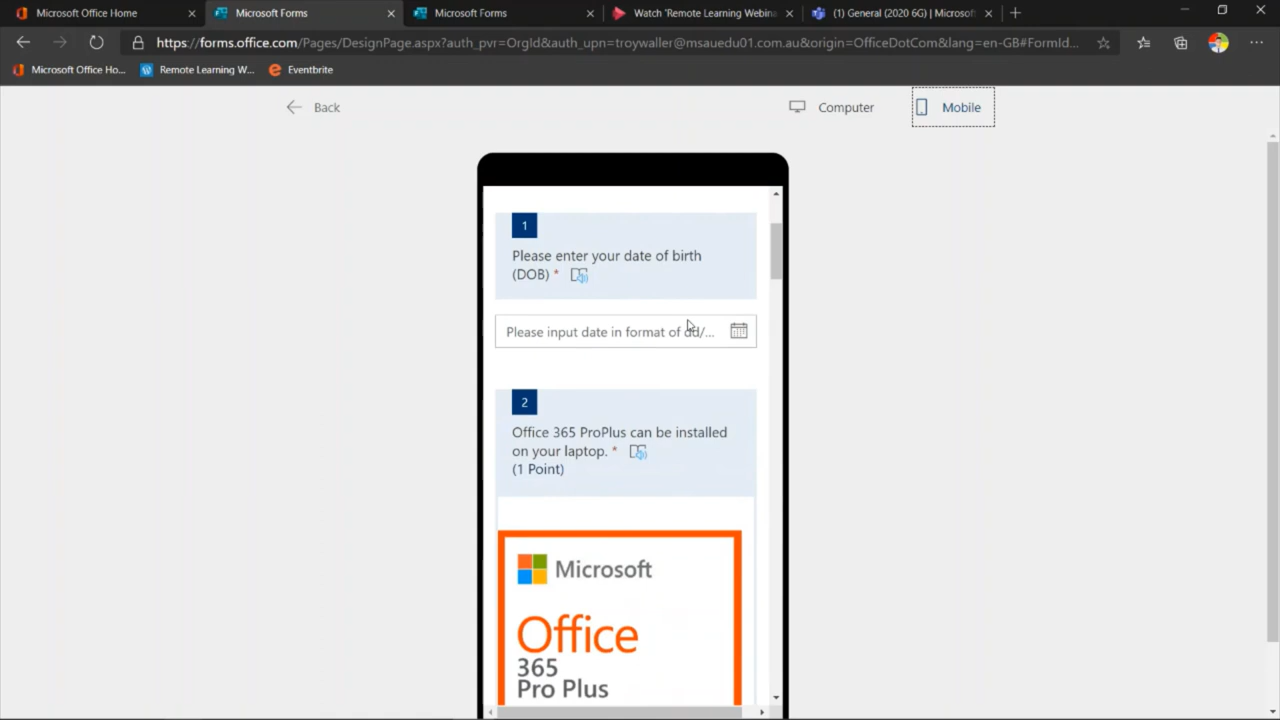 Microsoft Office Home
Microsoft Forms
Microsoft Forms
Watch 'Remote Learning Webina
(1) General (2020 6G) | Microsof
https://forms.office.com/Pages/DesignPage.aspx?auth_pvr=OrgId&auth_upn=troywaller@msauedu01.com.au&origin=OfficeDotCom&lang=en-GB#FormId...
Microsoft Office Ho...
Remote Learning W...
Eventbrite
Back
Computer
Mobile
1
Please enter your date of birth
(DOB) *
Please input date in format of dd/...
2
Office 365 ProPlus can be installed
on your laptop. *
(1 Point)
Microsoft
Office
365
Pro Plus